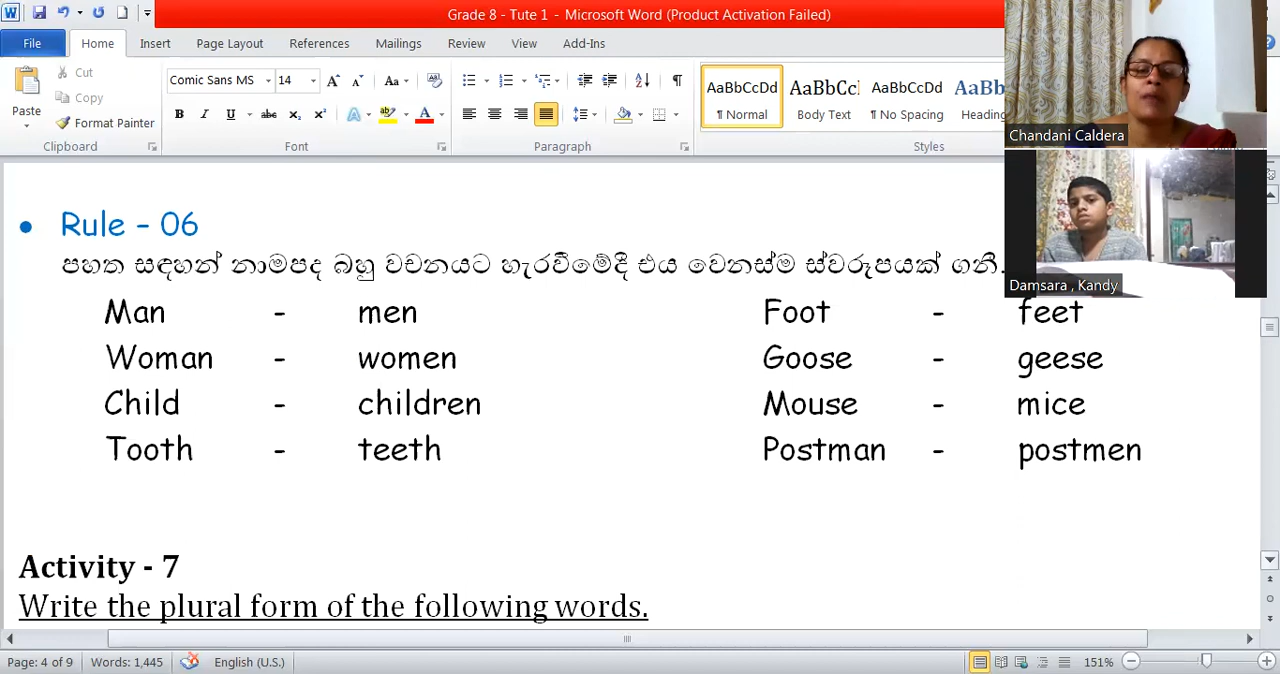 Grade 8 - Tute 1 - Microsoft Word (Product Activation Failed)
File Home Insert Page Layout References Mailings Review View Add-Ins
Cut
Copy
Format Painter
Paste
Clipboard
Comic Sans MS 14
Font
Paragraph
AaBbCcDd AaBbCcI AaBbCcDd AaBb
¶ Normal Body Text ¶ No Spacing Heading
Styles
Chandani Caldera
Damsara , Kandy
• Rule – 06
පහත සඳහන් නාමපද බහු වචනයට හැරවීමේදී එය වෙනස්ම ස්වරූපයක් ගනී.
Man - men Foot - feet
Woman - women Goose - geese
Child - children Mouse - mice
Tooth - teeth Postman - postmen
Activity - 7
Write the plural form of the following words.
Page: 4 of 9 Words: 1,445 English (U.S.) 151%